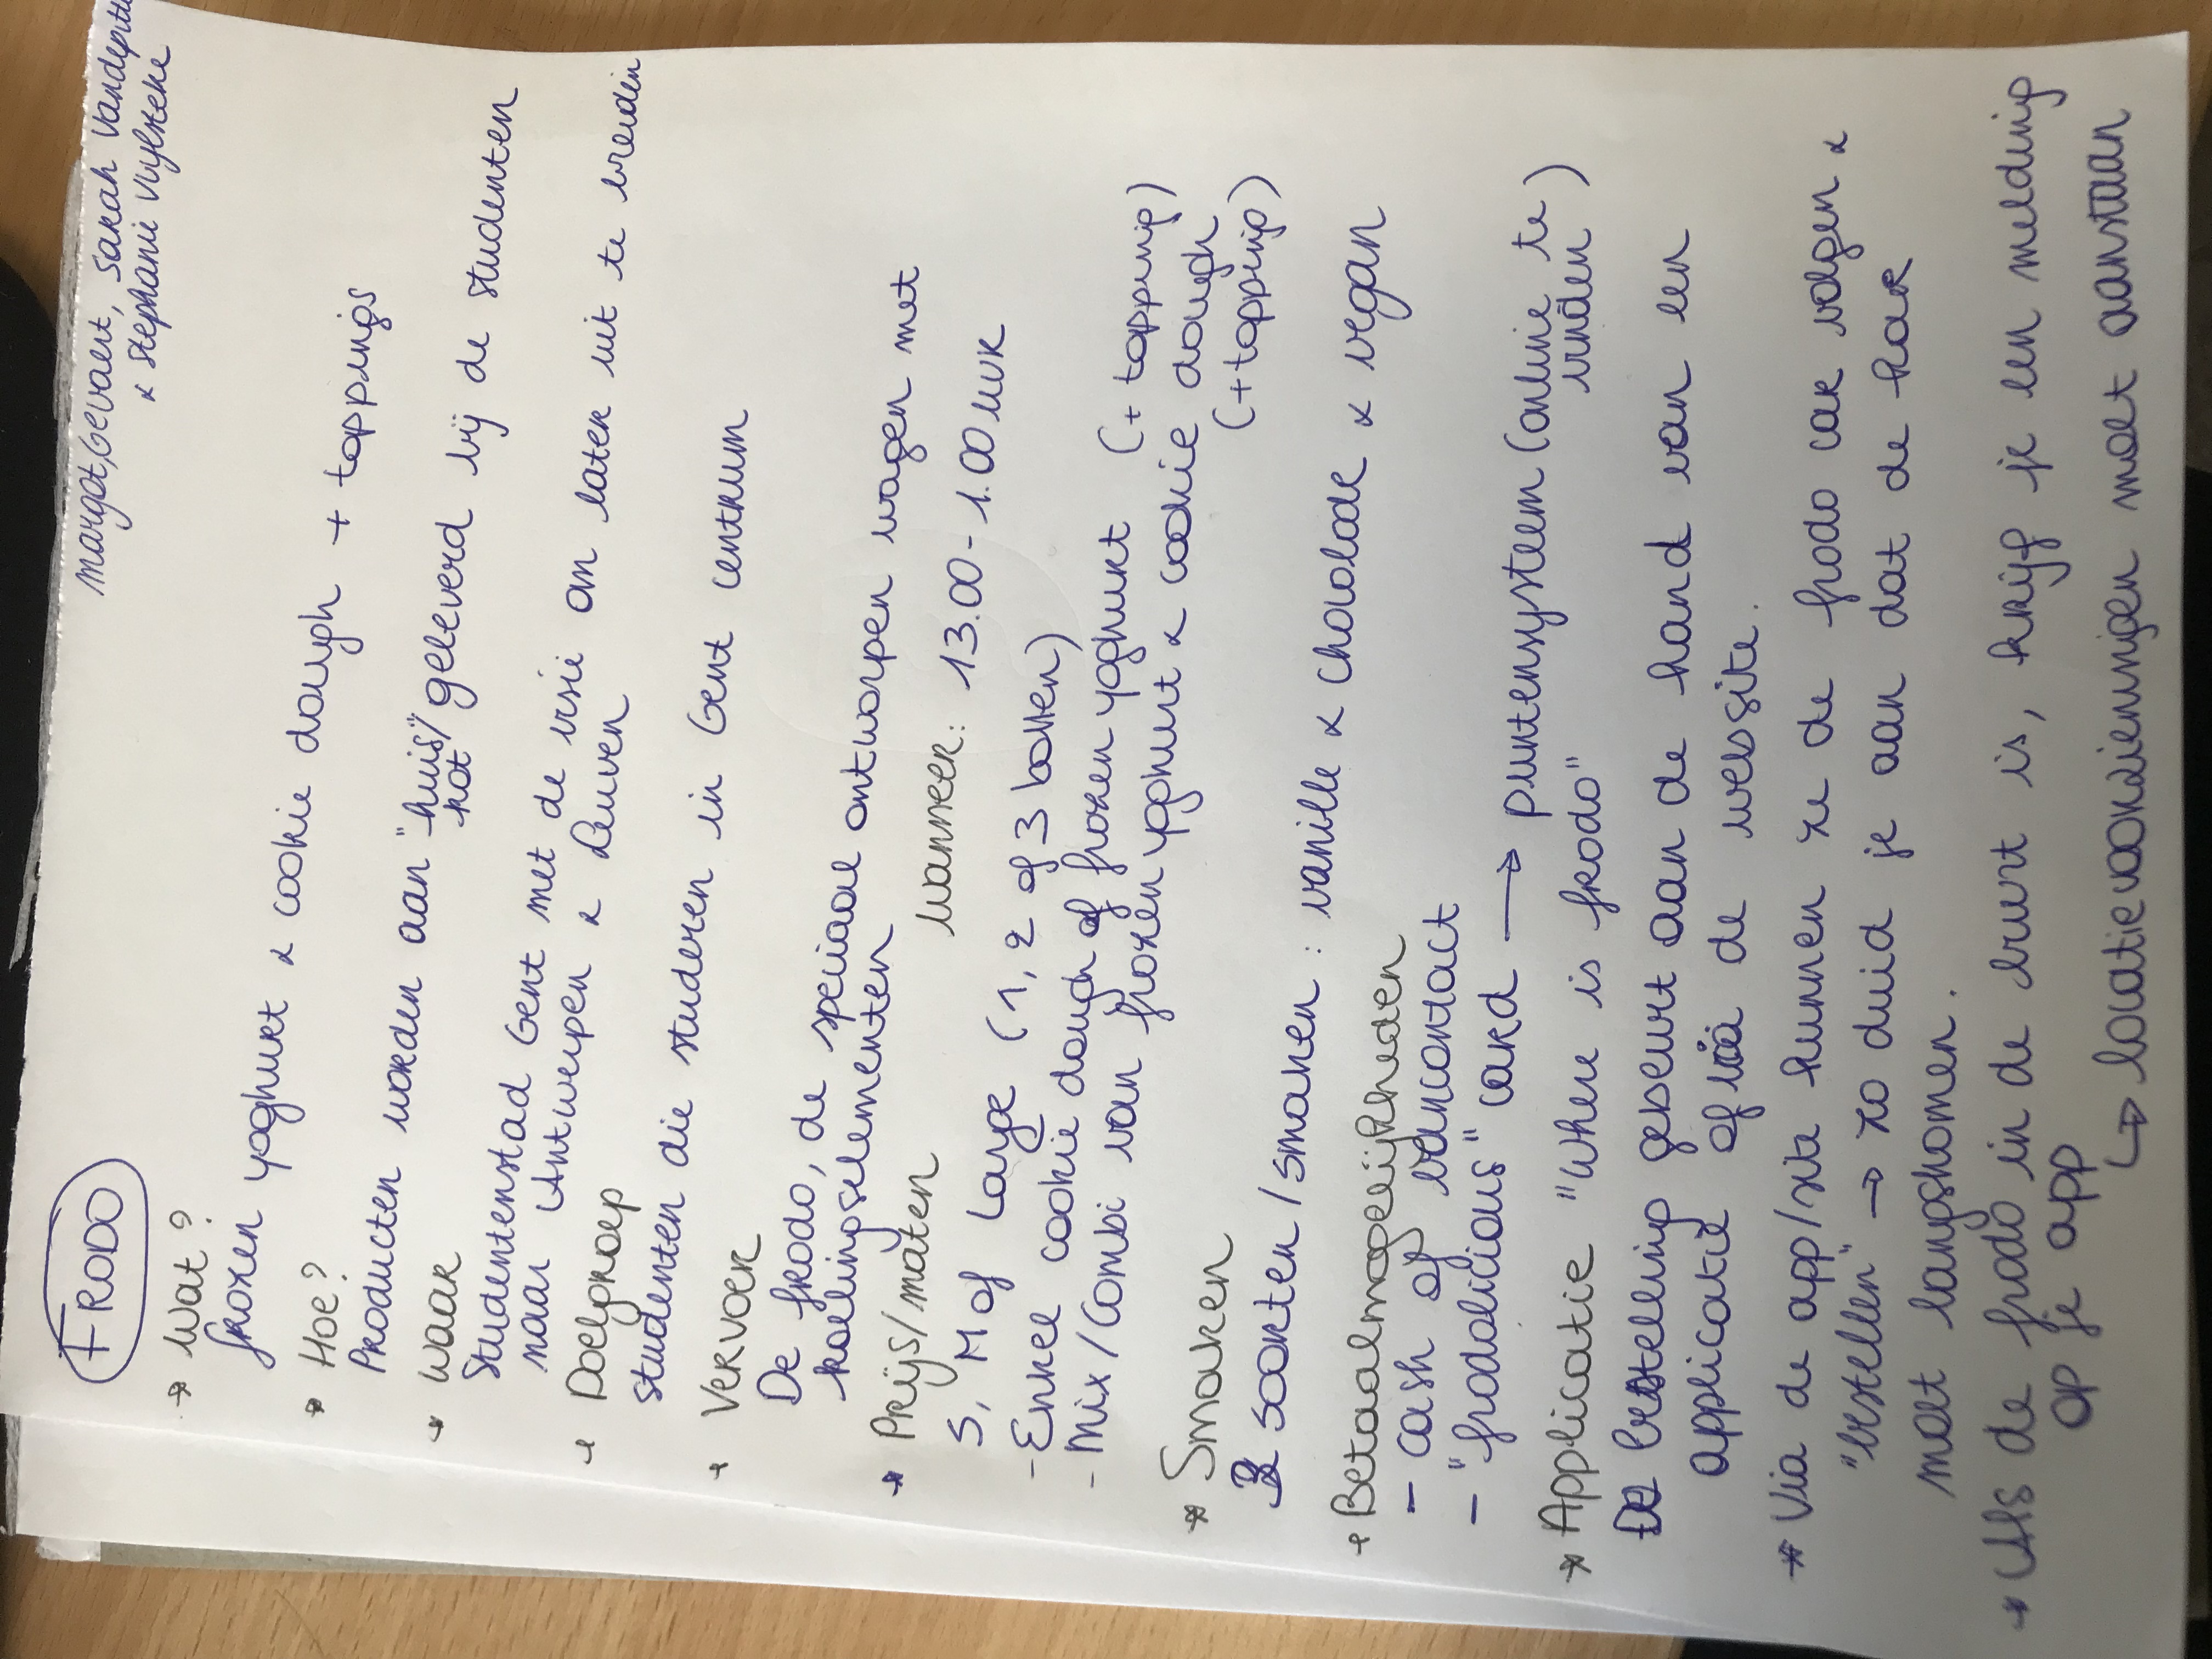 FRODO
margot, Gevaert, Sarah Vandeputte
& Stephanie Vuylsteke
→ Wat?
frozen yoghurt & cookie dough + toppings
→ Hoe?
Producten worden aan "huis"/ geleverd bij de studenten
kot
→ Waar
Studentenstad Gent met de visie om later uit te breiden
naar Antwerpen & Leuven
→ Doelgroep
studenten die studeren in Gent centrum
→ Vervoer
De frodo, de speciaal ontworpen wagen met
koelingselementen
→ Prijs/maten
wanneer: 13.00 - 1.00 uur
S, M of Large (1, 2 of 3 bollen)
- Enkel cookie dough of frozen yoghurt (+ topping)
- Mix/Combi van frozen yoghurt & cookie dough
(+topping)
→ Smaken
3 soorten/smaken: vanille & chocolade & vegan
→ Betaalmogelijkheden
- cash of bancontact
- "frodolicious" card → puntensysteem (online te
vinden)
→ Applicatie "Where is frodo"
De bestelling gebeurt aan de hand van een
applicatie of via de website.
→ Via de app/site kunnen ze de frodo car volgen &
"bestellen" → zo duid je aan dat de kar
moet langskomen.
→ Als de frodo in de buurt is, krijg je een melding
op je app
↳ locatievoorzieningen moet aanstaan